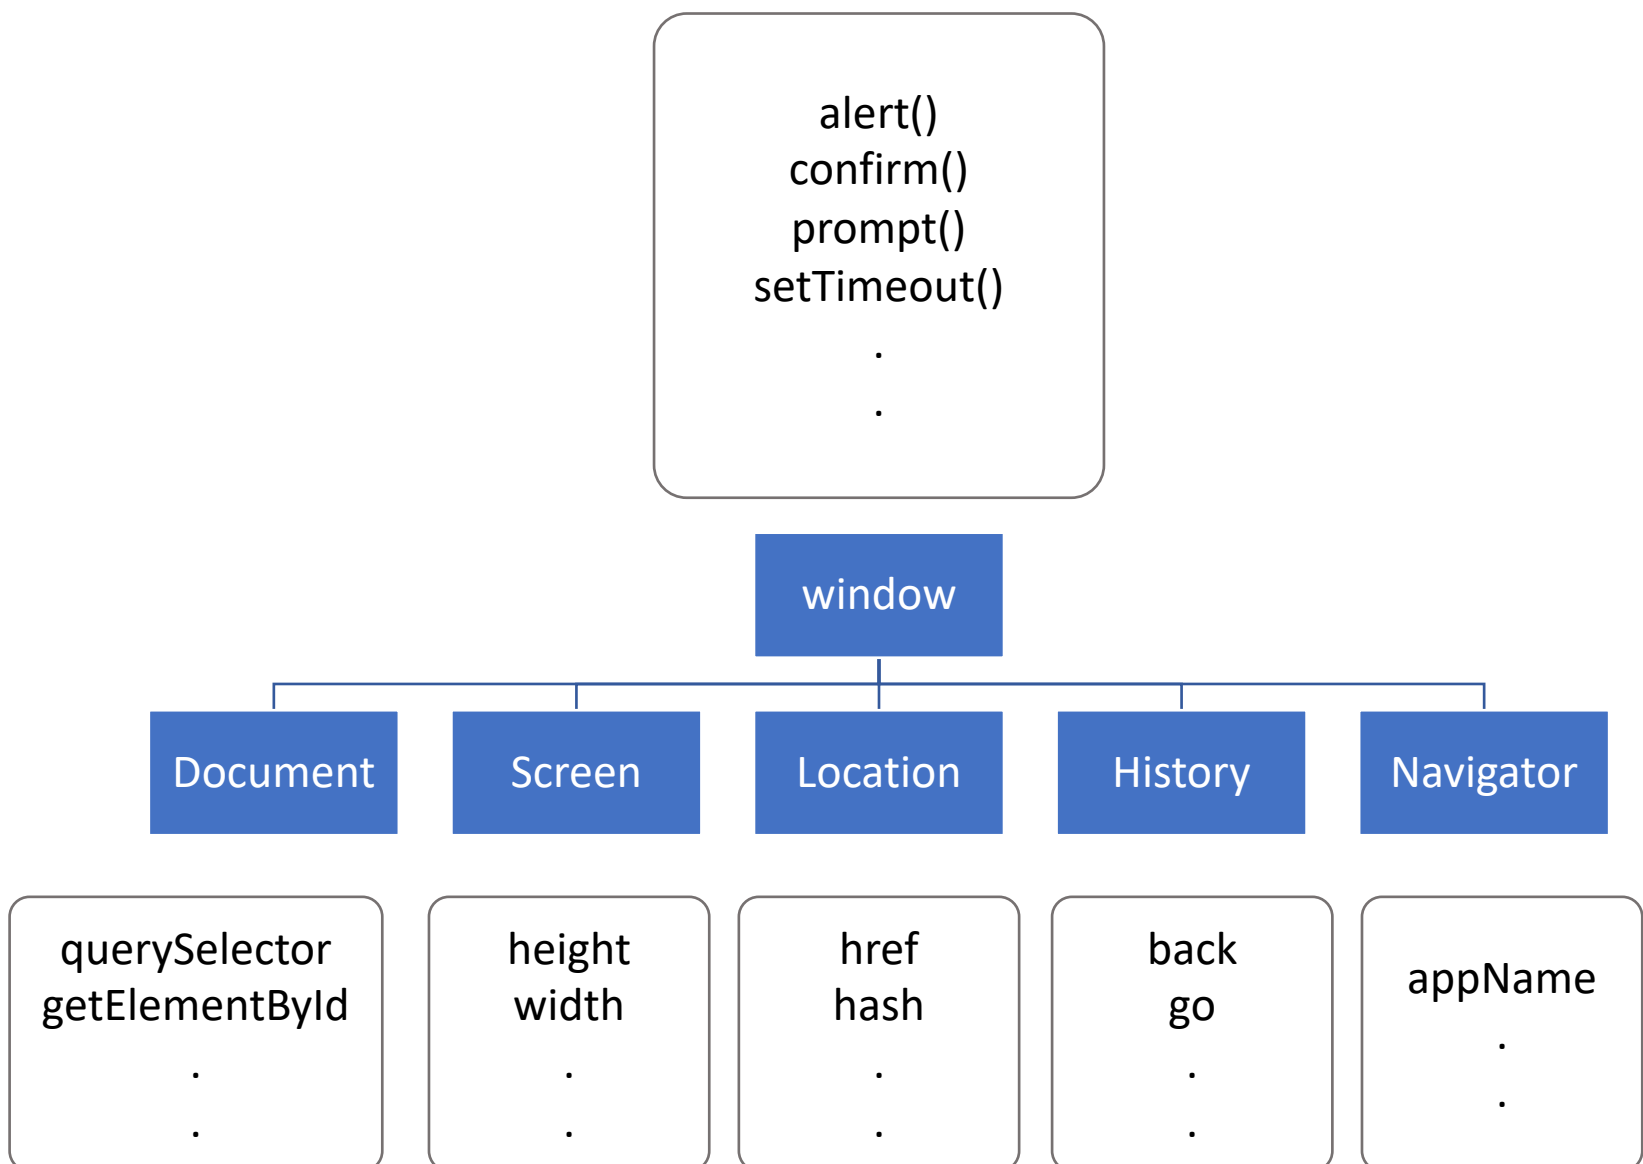 alert()
confirm()
prompt()
setTimeout()
.
.
window
Document
Screen
Location
History
Navigator
querySelector
getElementById
.
.
height
width
.
.
href
hash
.
.
back
go
.
.
appName
.
.